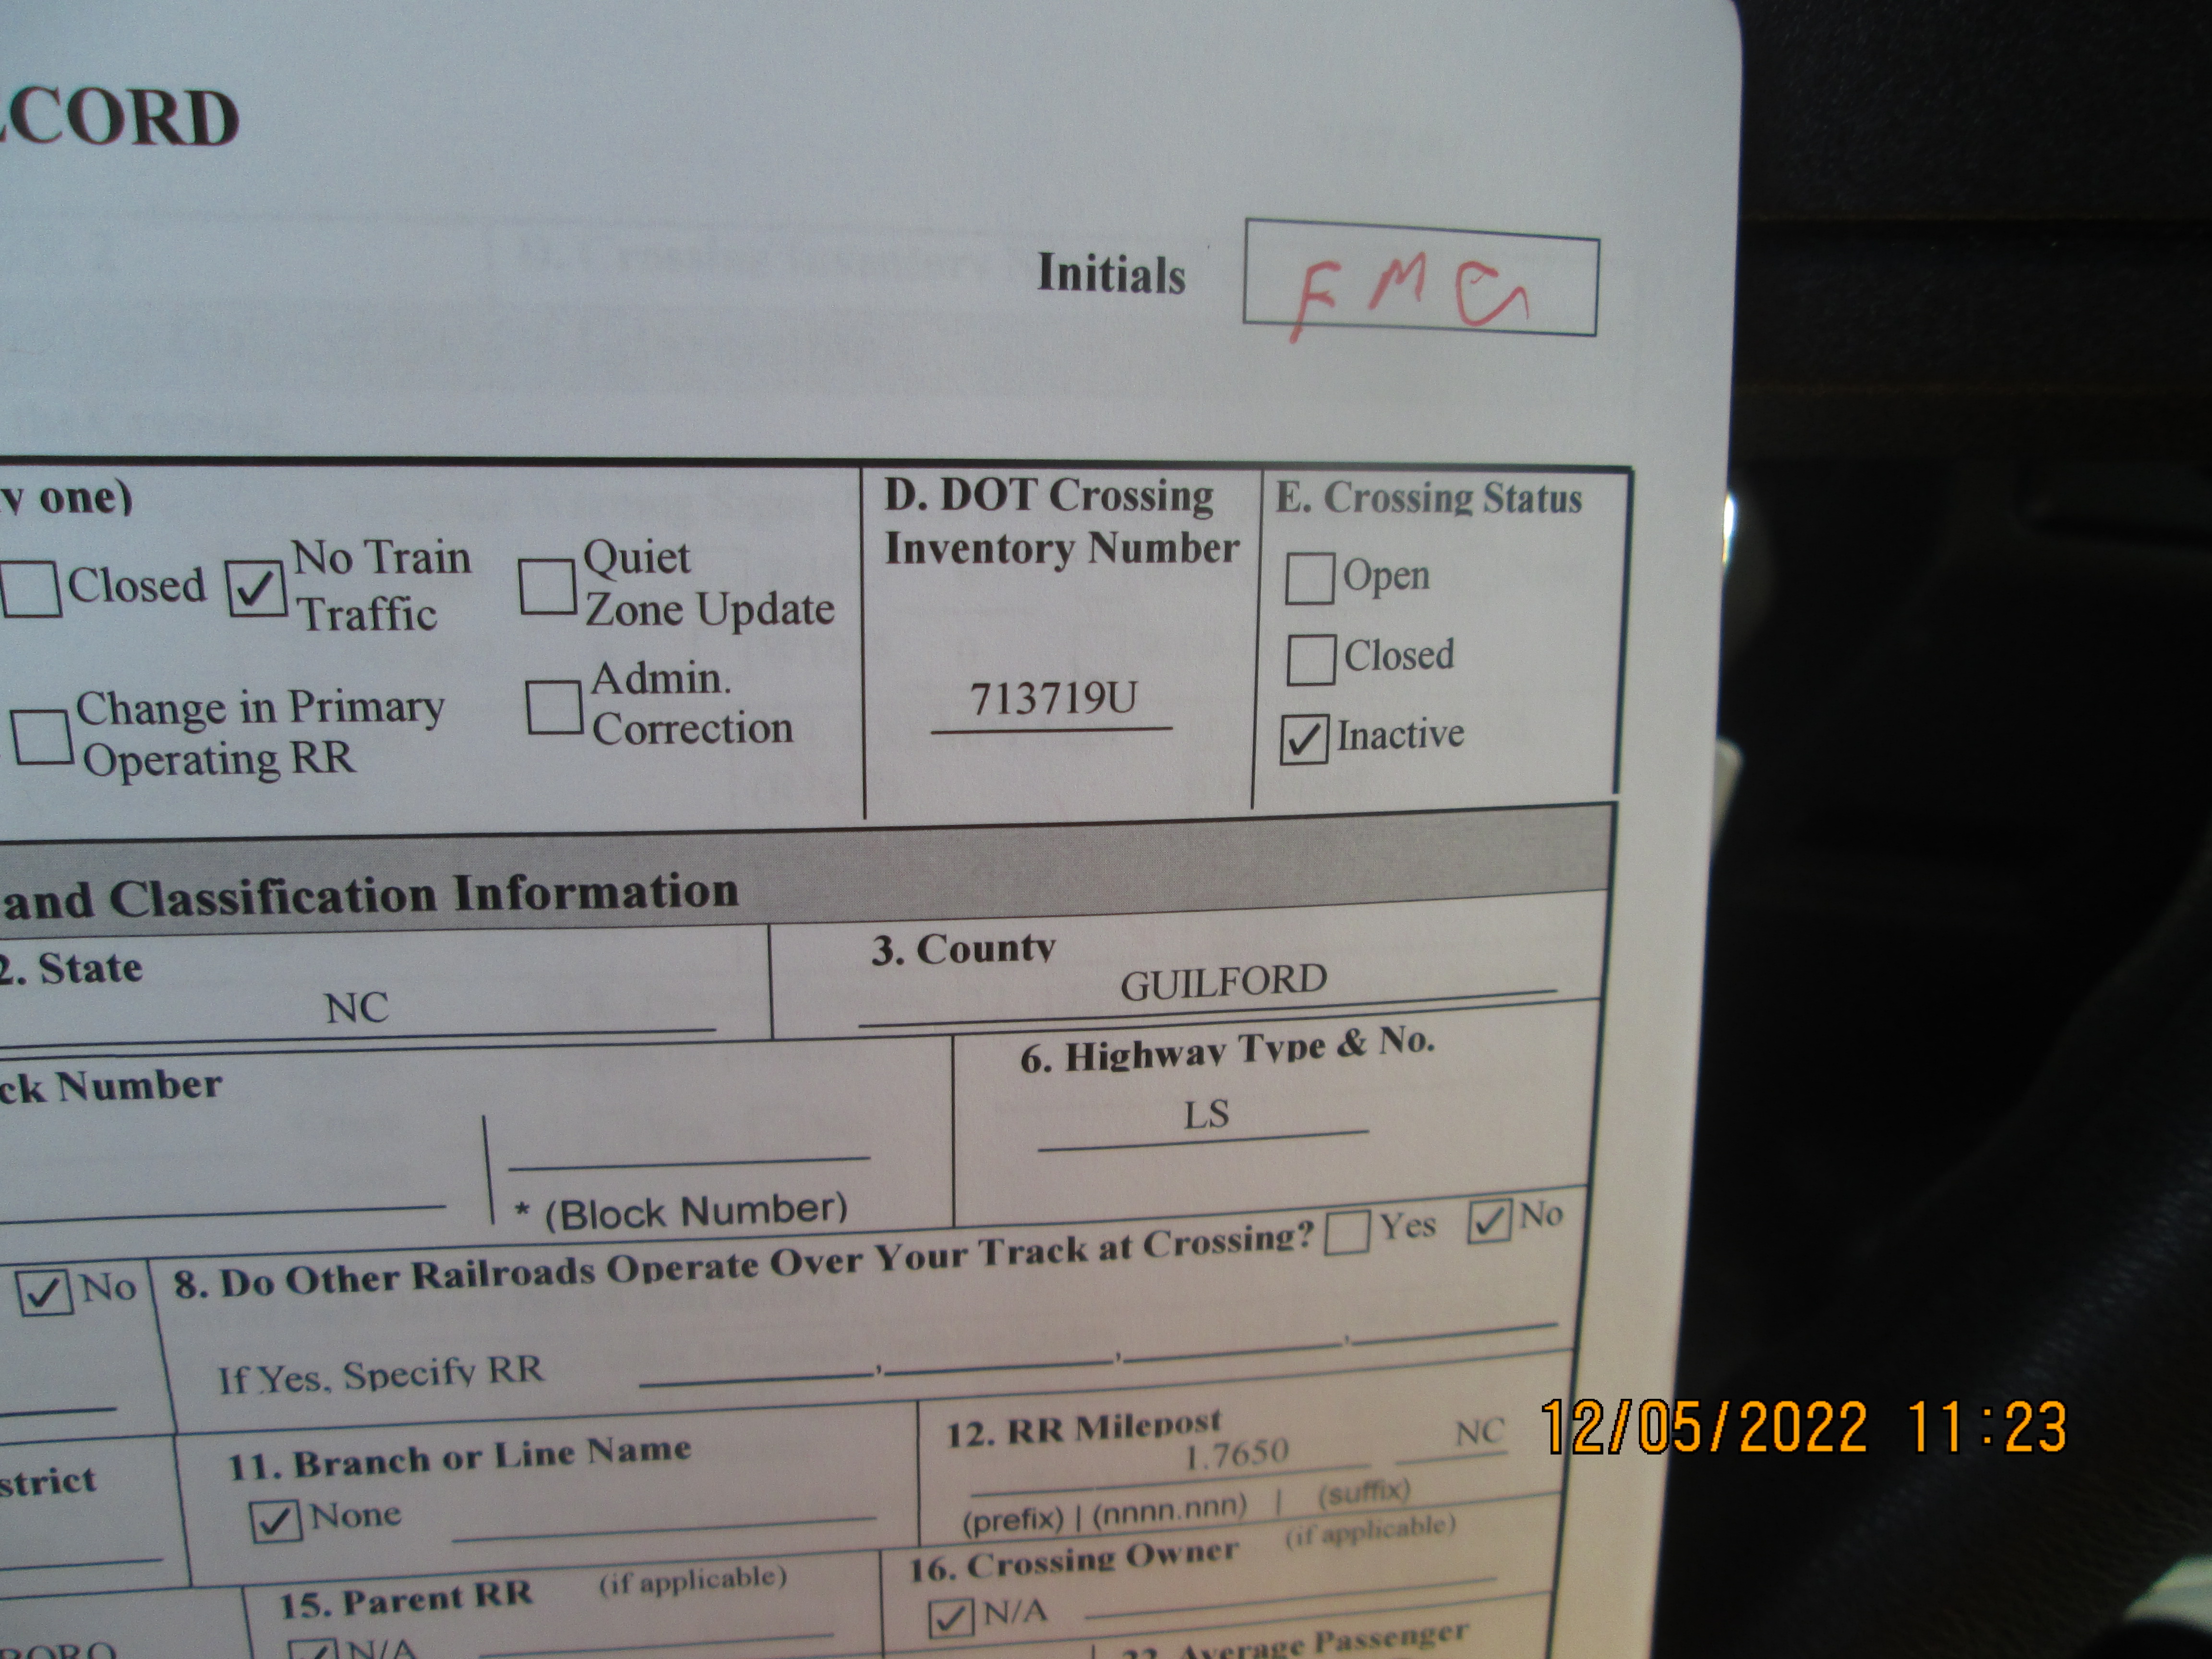 CORD
Initials FMG
y one)
Closed
No Train Traffic
Quiet Zone Update
Change in Primary Operating RR
Admin. Correction
D. DOT Crossing
Inventory Number
713719U
E. Crossing Status
Open
Closed
Inactive
and Classification Information
2. State
NC
3. County
GUILFORD
ck Number
* (Block Number)
6. Highway Type & No.
LS
No
8. Do Other Railroads Operate Over Your Track at Crossing? Yes No
If Yes, Specify RR , , ,
strict
11. Branch or Line Name
None
12. RR Milepost
1.7650 NC
(prefix) | (nnnn.nnn) | (suffix)
12/05/2022 11:23
BORO
15. Parent RR (if applicable)
N/A
16. Crossing Owner (if applicable)
N/A
22. Average Passenger